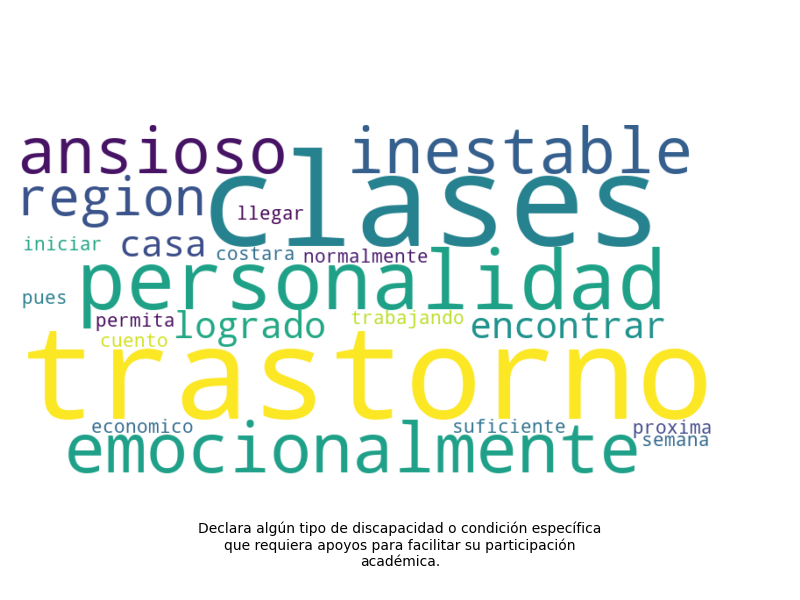 ansioso inestable
region clases
llegar
iniciar casa costara normalmente
personalidad
pues
permita logrado trabajando encontrar
cuento
trastorno
economico suficiente proxima
emocionalmente semana
Declara algún tipo de discapacidad o condición específica
que requiera apoyos para facilitar su participación
académica.